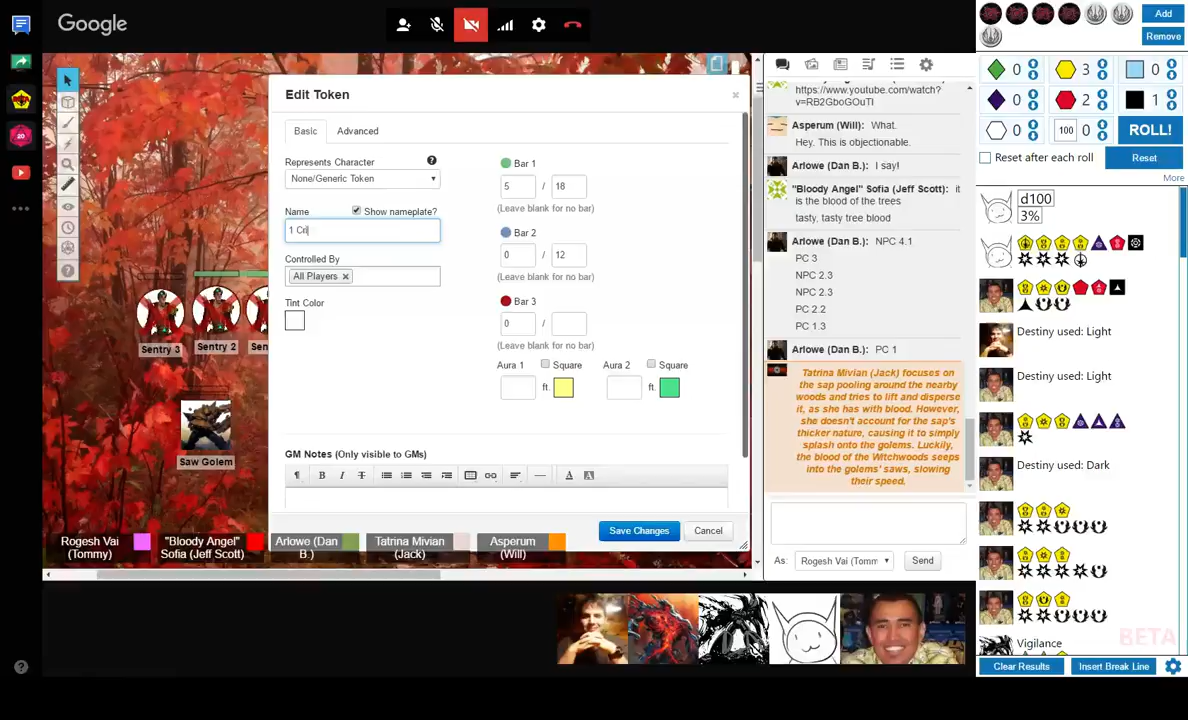 Google
Add
Remove
0
3
0
0
2
1
0
100
0
ROLL!
Reset after each roll
Reset
More
Edit Token
×
Basic
Advanced
Represents Character
None/Generic Token
Name
Show nameplate?
1 Cri
Controlled By
All Players ×
Tint Color
Bar 1
5 / 18
(Leave blank for no bar)
Bar 2
0 / 12
(Leave blank for no bar)
Bar 3
0 /
(Leave blank for no bar)
Aura 1
Square
Aura 2
Square
ft.
ft.
GM Notes (Only visible to GMs)
Save Changes
Cancel
Sentry 3
Sentry 2
Saw Golem
Rogesh Vai
(Tommy)
"Bloody Angel"
Sofia (Jeff Scott)
Arlowe (Dan
B.)
Tatrina Mivian
(Jack)
Asperum
(Will)
https://www.youtube.com/watch?
v=RB2GboGOuTI
Asperum (Will): What.
Hey. This is objectionable.
Arlowe (Dan B.): I say!
"Bloody Angel" Sofia (Jeff Scott): it
is the blood of the trees
tasty, tasty tree blood
Arlowe (Dan B.): NPC 4.1
PC 3
NPC 2.3
NPC 2.3
PC 2.2
PC 1.3
Arlowe (Dan B.): PC 1
Tatrina Mivian (Jack) focuses on
the sap pooling around the nearby
woods and tries to lift and disperse
it, as she has with blood. However,
she doesn't account for the sap's
thicker nature, causing it to simply
splash onto the golems. Luckily,
the blood of the Witchwoods seeps
into the golems' saws, slowing
their speed.
As:
Rogesh Vai (Tomm
Send
d100
3%
Destiny used: Light
Destiny used: Light
Destiny used: Dark
Vigilance
BETA
Clear Results
Insert Break Line